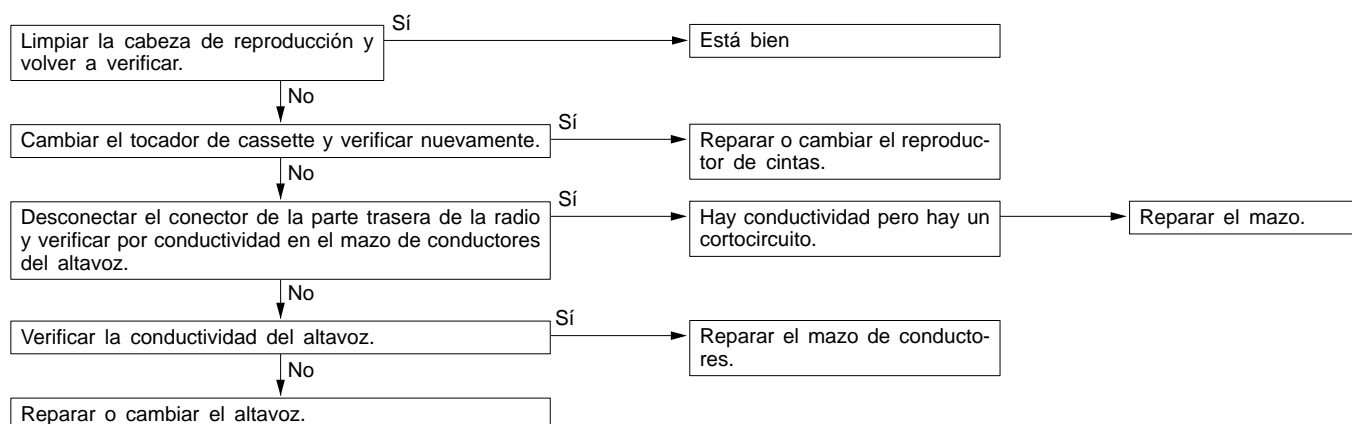 Sí
Limpiar la cabeza de reproducción y
volver a verificar.
Está bien
No
Sí
Cambiar el tocador de cassette y verificar nuevamente.
Reparar o cambiar el reproduc-
tor de cintas.
No
Sí
Desconectar el conector de la parte trasera de la radio
y verificar por conductividad en el mazo de conductores
del altavoz.
Hay conductividad pero hay un
cortocircuito.
Reparar el mazo.
No
Sí
Verificar la conductividad del altavoz.
Reparar el mazo de conducto-
res.
No
Reparar o cambiar el altavoz.